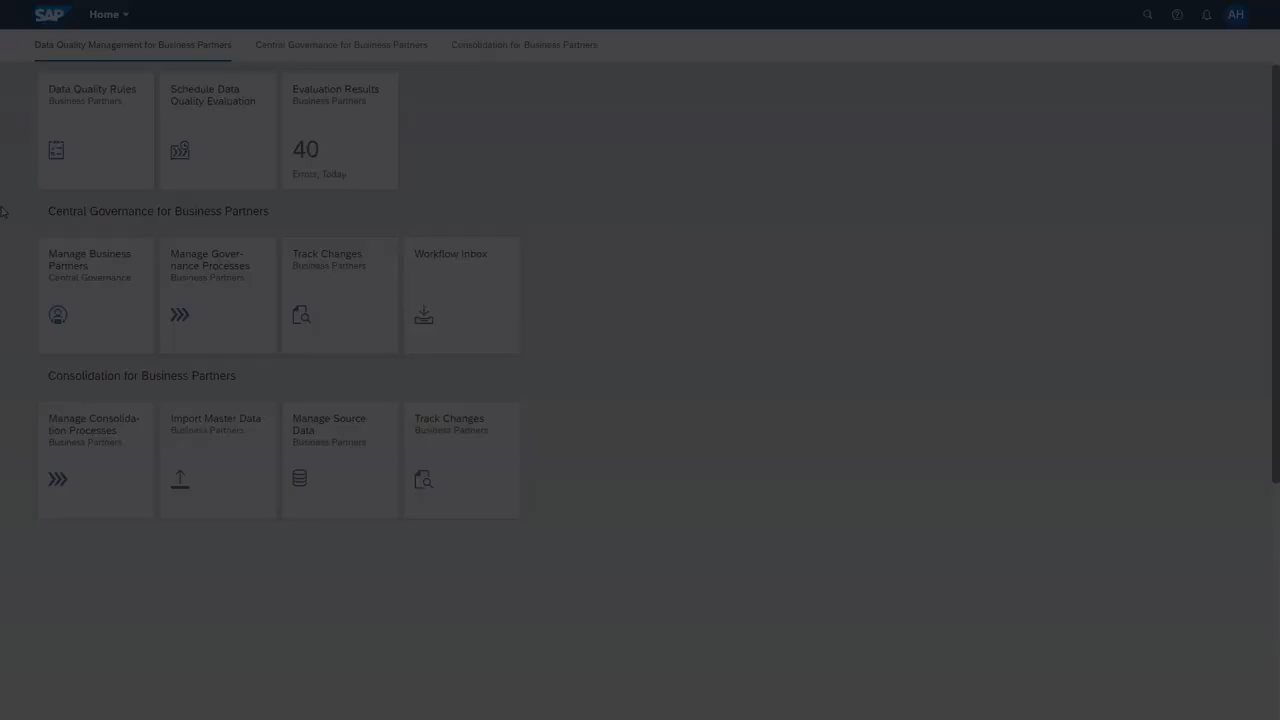 SAP Home AH
Data Quality Management for Business Partners Central Governance for Business Partners Consolidation for Business Partners
Data Quality Rules
Business Partners
Schedule Data
Quality Evaluation
Evaluation Results
Business Partners
40
Errors, Today
Central Governance for Business Partners
Manage Business
Partners
Central Governance
Manage Gover-
nance Processes
Business Partners
Track Changes
Business Partners
Workflow Inbox
Consolidation for Business Partners
Manage Consolida-
tion Processes
Business Partners
Import Master Data
Business Partners
Manage Source
Data
Business Partners
Track Changes
Business Partners